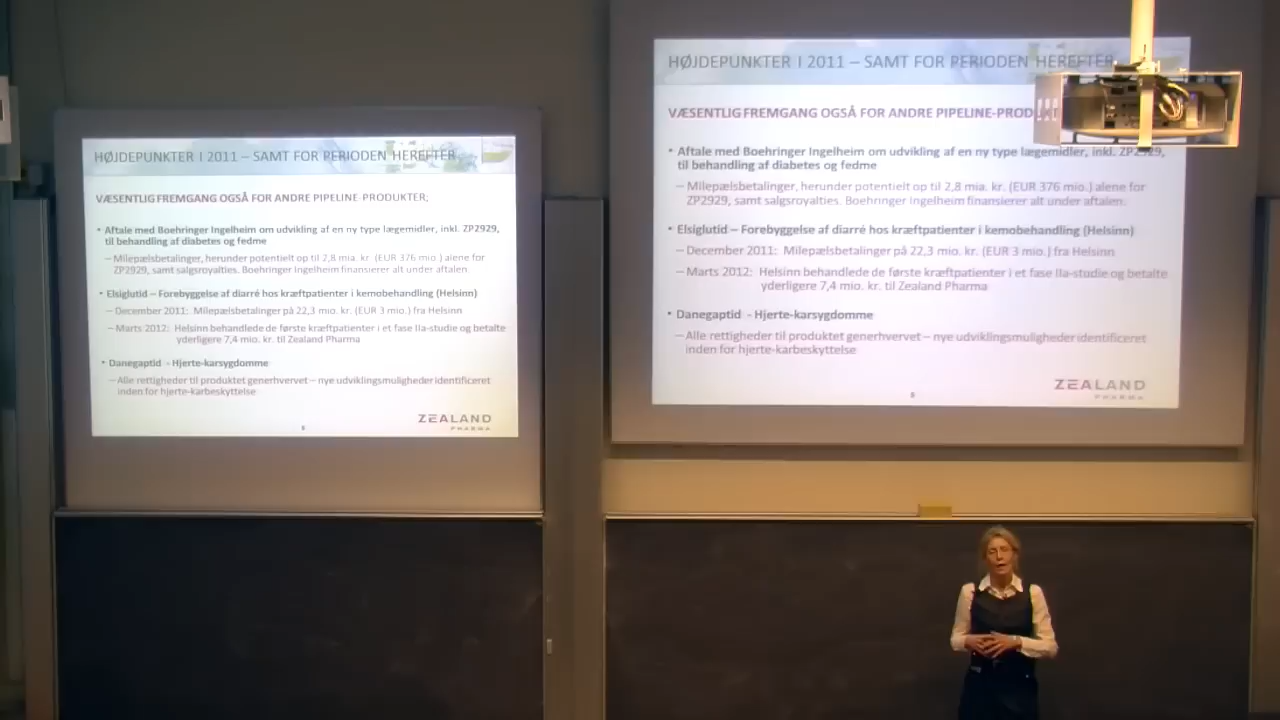 HØJDEPUNKTER I 2011 – SAMT FOR PERIODEN HEREFTER
VÆSENTLIG FREMGANG OGSÅ FOR ANDRE PIPELINE-PRODUKTER;
• Aftale med Boehringer Ingelheim om udvikling af en ny type lægemidler, inkl. ZP2929,
til behandling af diabetes og fedme
– Milepælsbetalinger, herunder potentielt op til 2,8 mia. kr. (EUR 376 mio.) alene for
ZP2929, samt salgsroyalties. Boehringer Ingelheim finansierer alt under aftalen.
• Elsiglutid – Forebyggelse af diarré hos kræftpatienter i kemobehandling (Helsinn)
– December 2011: Milepælsbetalinger på 22,3 mio. kr. (EUR 3 mio.) fra Helsinn
– Marts 2012: Helsinn behandlede de første kræftpatienter i et fase IIa-studie og betalte
yderligere 7,4 mio. kr. til Zealand Pharma
• Danegaptid - Hjerte-karsygdomme
– Alle rettigheder til produktet generhvervet – nye udviklingsmuligheder identificeret
inden for hjerte-karbeskyttelse
ZEALAND
PHARMA
8
HØJDEPUNKTER I 2011 – SAMT FOR PERIODEN HEREFTER
VÆSENTLIG FREMGANG OGSÅ FOR ANDRE PIPELINE-PROD
• Aftale med Boehringer Ingelheim om udvikling af en ny type lægemidler, inkl. ZP2929,
til behandling af diabetes og fedme
– Milepælsbetalinger, herunder potentielt op til 2,8 mia. kr. (EUR 376 mio.) alene for
ZP2929, samt salgsroyalties. Boehringer Ingelheim finansierer alt under aftalen.
• Elsiglutid – Forebyggelse af diarré hos kræftpatienter i kemobehandling (Helsinn)
– December 2011: Milepælsbetalinger på 22,3 mio. kr. (EUR 3 mio.) fra Helsinn
– Marts 2012: Helsinn behandlede de første kræftpatienter i et fase IIa-studie og betalte
yderligere 7,4 mio. kr. til Zealand Pharma
• Danegaptid - Hjerte-karsygdomme
– Alle rettigheder til produktet generhvervet – nye udviklingsmuligheder identificeret
inden for hjerte-karbeskyttelse
ZEALAND
PHARMA
8